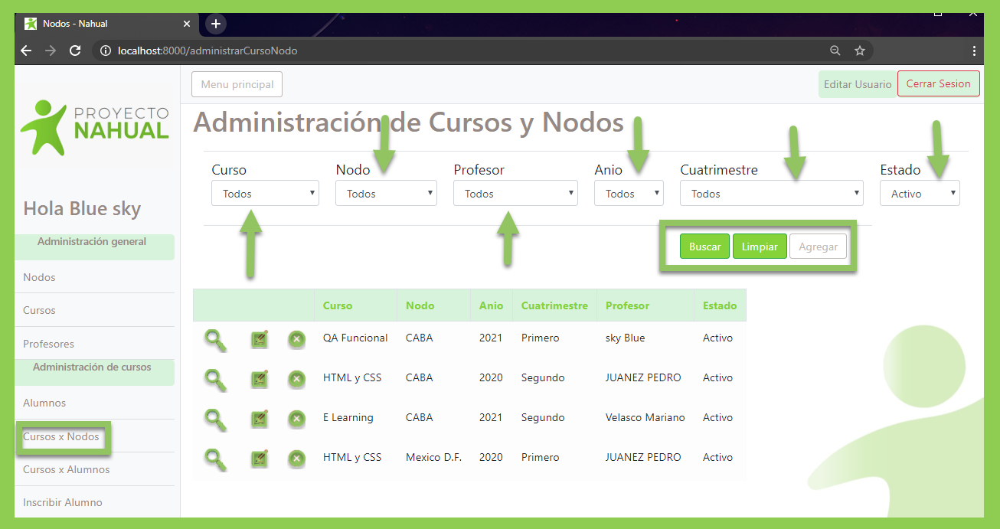 Nodos - Nahual
localhost:8000/administrarCursoNodo
Menu principal
Editar Usuario
Cerrar Sesion
PROYECTO
NAHUAL
Hola Blue sky
Administración general
Nodos
Cursos
Profesores
Administración de cursos
Alumnos
Cursos x Nodos
Cursos x Alumnos
Inscribir Alumno
Administración de Cursos y Nodos
Curso Nodo Profesor Anio Cuatrimestre Estado
Todos Todos Todos Todos Todos Activo
Buscar Limpiar Agregar
Curso Nodo Anio Cuatrimestre Profesor Estado
QA Funcional CABA 2021 Primero sky Blue Activo
HTML y CSS CABA 2020 Segundo JUANEZ PEDRO Activo
E Learning CABA 2021 Segundo Velasco Mariano Activo
HTML y CSS Mexico D.F. 2020 Primero JUANEZ PEDRO Activo